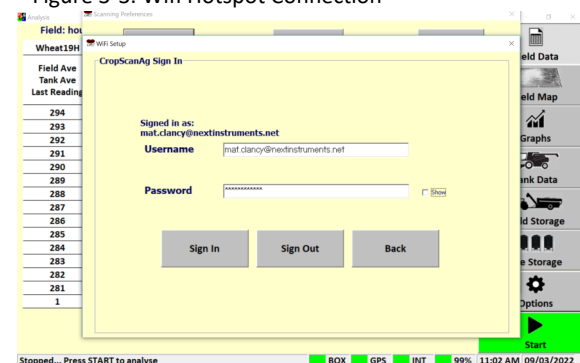 Figure 5-5: Wifi Hotspot Connection
Analysis
Scanning Preferences
Field: hou
Wheat19H
Field Ave
Tank Ave
Last Reading
294
293
292
291
290
289
288
287
286
285
284
283
282
281
1
WiFi Setup
CropScanAg Sign In
Signed in as:
mat.clancy@nextinstruments.net
Username
mat.clancy@nextinstruments.net
Password
************
Show
Sign In
Sign Out
Back
eld Data
eld Map
Graphs
ank Data
ld Storage
e Storage
Options
Start
Stopped... Press START to analyse
BOX
GPS
INT
99%
11:02 AM 09/03/2022